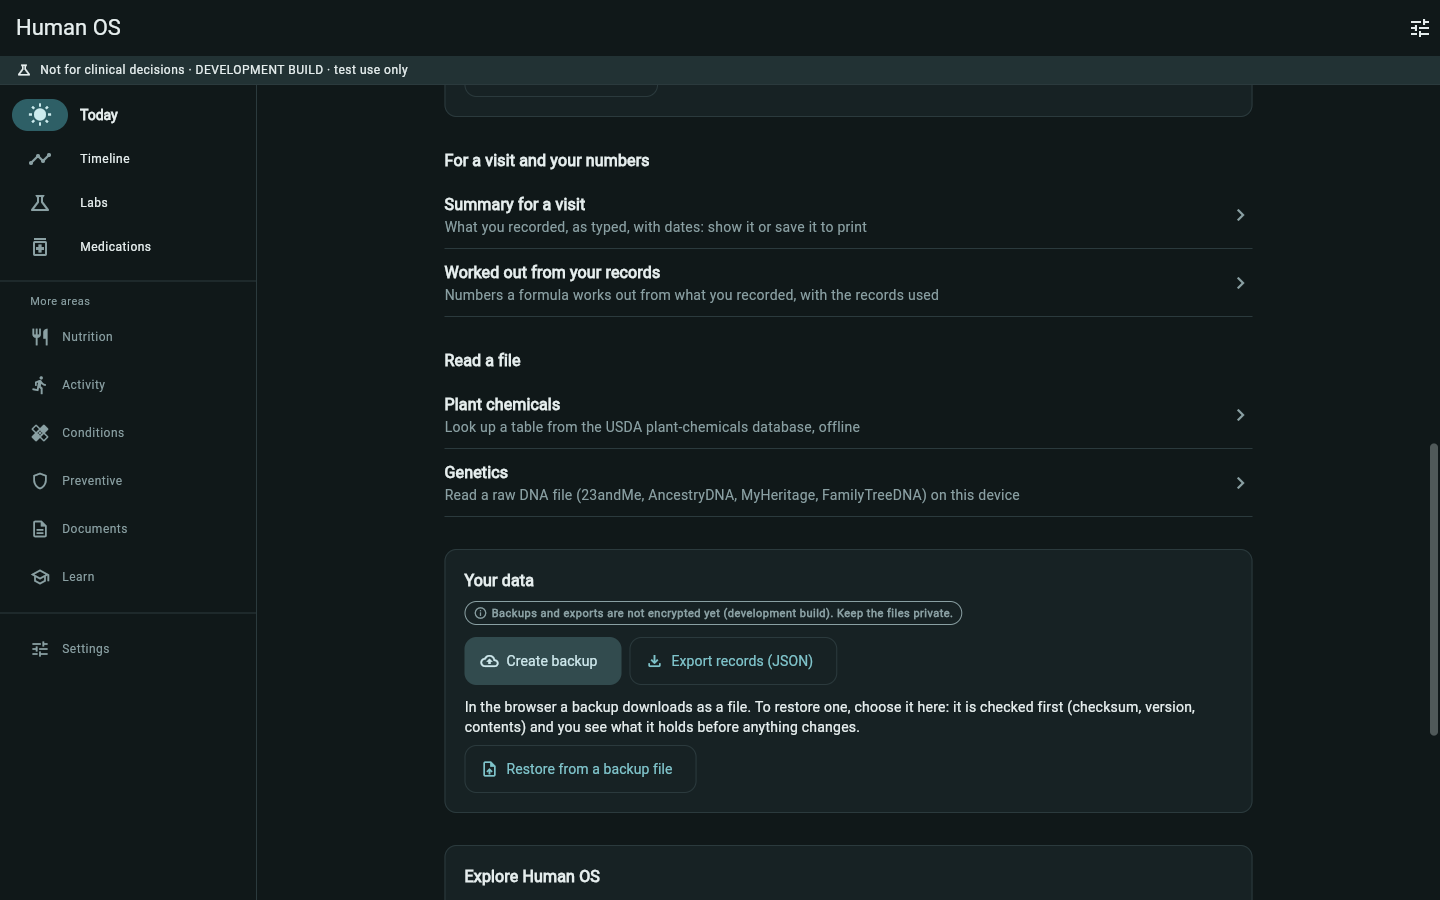 Human OS
Not for clinical decisions · DEVELOPMENT BUILD · test use only
Today
Timeline
Labs
Medications
More areas
Nutrition
Activity
Conditions
Preventive
Documents
Learn
Settings
For a visit and your numbers
Summary for a visit
What you recorded, as typed, with dates: show it or save it to print
Worked out from your records
Numbers a formula works out from what you recorded, with the records used
Read a file
Plant chemicals
Look up a table from the USDA plant-chemicals database, offline
Genetics
Read a raw DNA file (23andMe, AncestryDNA, MyHeritage, FamilyTreeDNA) on this device
Your data
Backups and exports are not encrypted yet (development build). Keep the files private.
Create backup
Export records (JSON)
In the browser a backup downloads as a file. To restore one, choose it here: it is checked first (checksum, version,
contents) and you see what it holds before anything changes.
Restore from a backup file
Explore Human OS